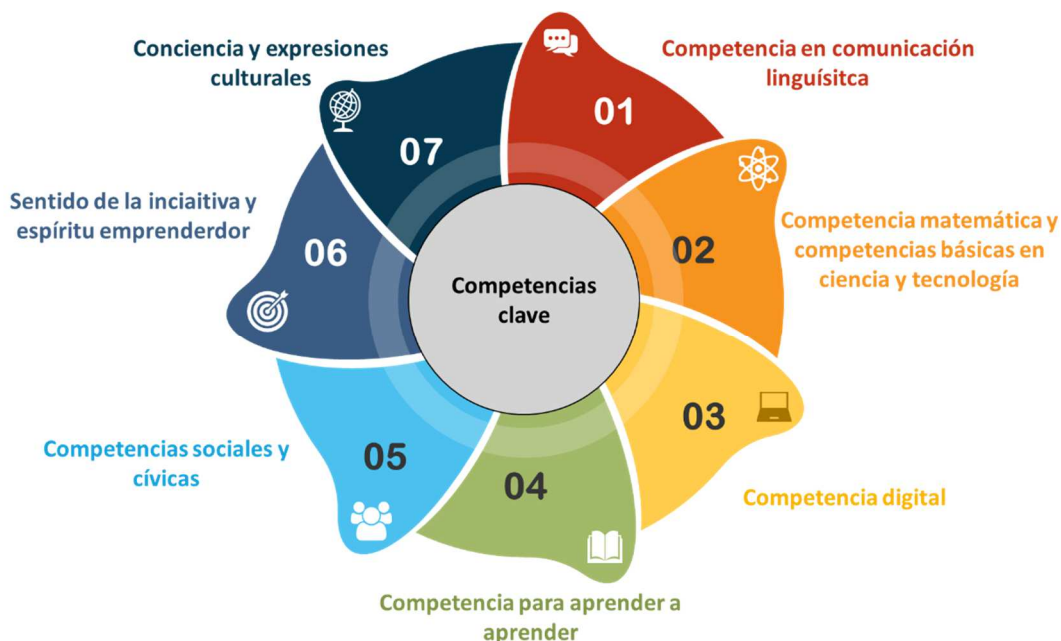 Competencias
clave
01
Competencia en comunicación
linguísitca
02
Competencia matemática y
competencias básicas en
ciencia y tecnología
03
Competencia digital
04
Competencia para aprender a
aprender
05
Competencias sociales y
cívicas
06
Sentido de la inciaitiva y
espíritu emprenderdor
07
Conciencia y expresiones
culturales